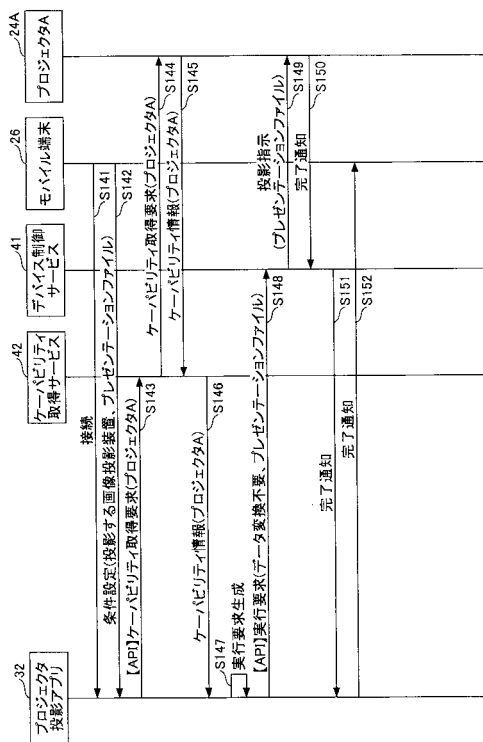 プロジェクタ
投影アプリ
32
ケーパビリティ
取得サービス
42
デバイス制御
サービス
41
モバイル端末
26
プロジェクタA
24A
接続
S141
条件設定(投影する画像投影装置、プレゼンテーションファイル)
S142
【API】ケーパビリティ取得要求(プロジェクタA)
S143
ケーパビリティ取得要求(プロジェクタA)
S144
ケーパビリティ情報(プロジェクタA)
S145
ケーパビリティ情報(プロジェクタA)
S146
S147
実行要求生成
【API】実行要求(データ変換不要、プレゼンテーションファイル)
S148
投影指示
(プレゼンテーションファイル)
S149
完了通知
S150
完了通知
S151
完了通知
S152